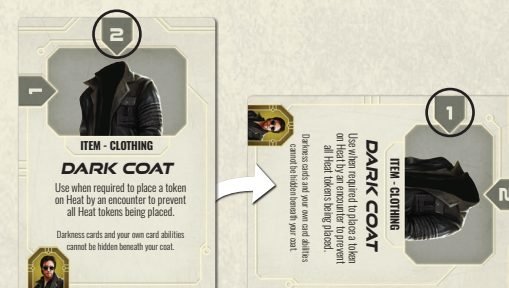 2
1
ITEM - CLOTHING
DARK COAT
Use when required to place a token
on Heat by an encounter to prevent
all Heat tokens being placed.
Darkness cards and your own card abilities
cannot be hidden beneath your coat.
1
2
ITEM - CLOTHING
DARK COAT
Use when required to place a token
on Heat by an encounter to prevent
all Heat tokens being placed.
Darkness cards and your own card abilities
cannot be hidden beneath your coat.